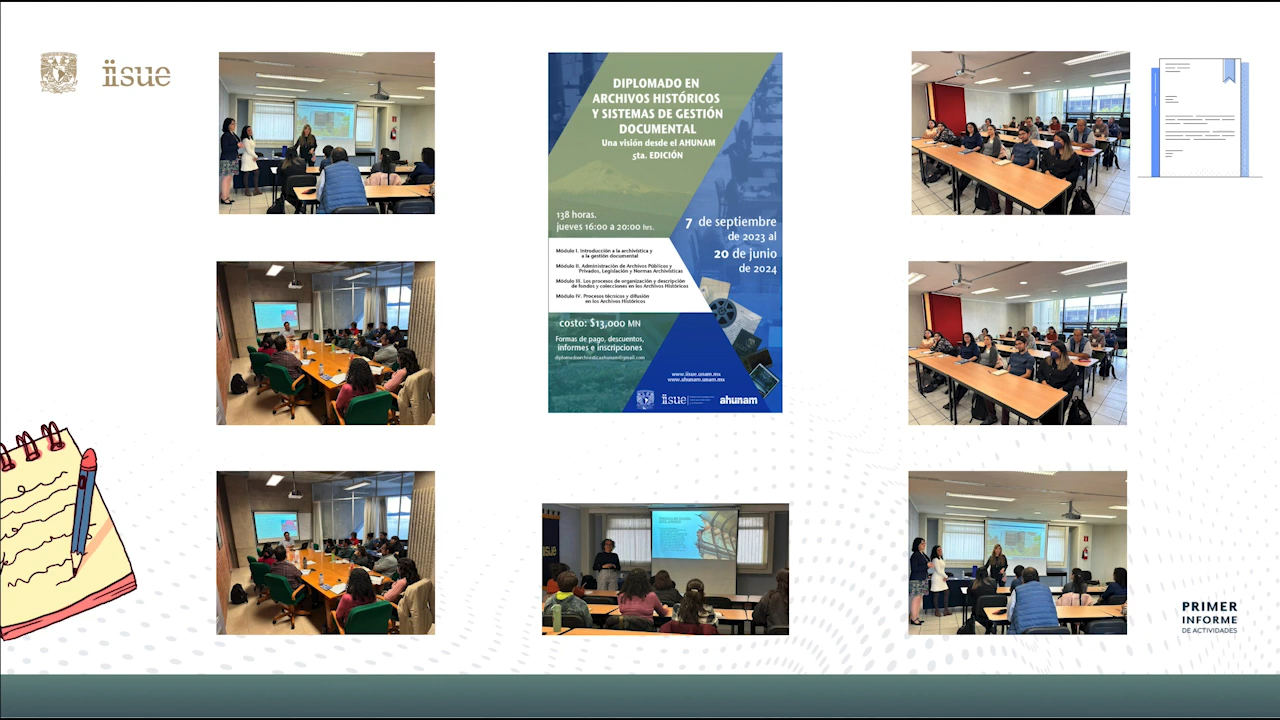 iisue
DIPLOMADO EN
ARCHIVOS HISTÓRICOS
Y SISTEMAS DE GESTIÓN
DOCUMENTAL
Una visión desde el AHUNAM
5ta. EDICIÓN
138 horas.
jueves 16:00 a 20:00 hrs.
7 de septiembre
de 2023 al
20 de junio
de 2024
Módulo I. Introducción a la archivística y
a la gestión documental
Módulo II. Administración de Archivos Públicos y
Privados, Legislación y Normas Archivísticas
Módulo III. Los procesos de organización y descripción
de fondos y colecciones en los Archivos Históricos
Módulo IV. Procesos técnicos y difusión
en los Archivos Históricos
costo: $13,000 MN
Formas de pago, descuentos,
informes e inscripciones
www.iisue.unam.mx
www.ahunam.unam.mx
iisue
ahunam
iisue
PRIMER
INFORME
DE ACTIVIDADES